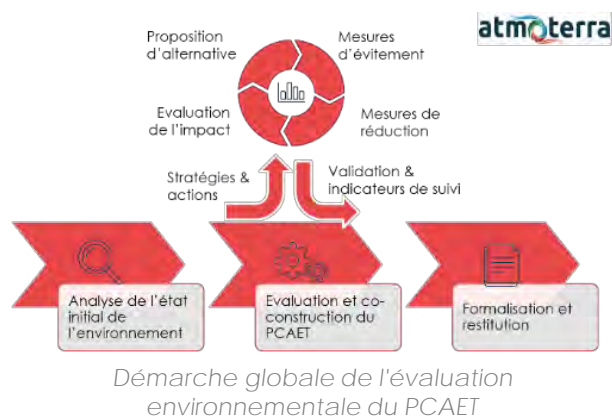 atmoterra
Proposition
d'alternative
Mesures
d'évitement
Evaluation
de l'impact
Mesures de
réduction
Stratégies &
actions
Validation &
indicateurs de suivi
Analyse de l'état
initial de
l'environnement
Evaluation et co-
construction du
PCAET
Formalisation et
restitution
Démarche globale de l'évaluation
environnementale du PCAET